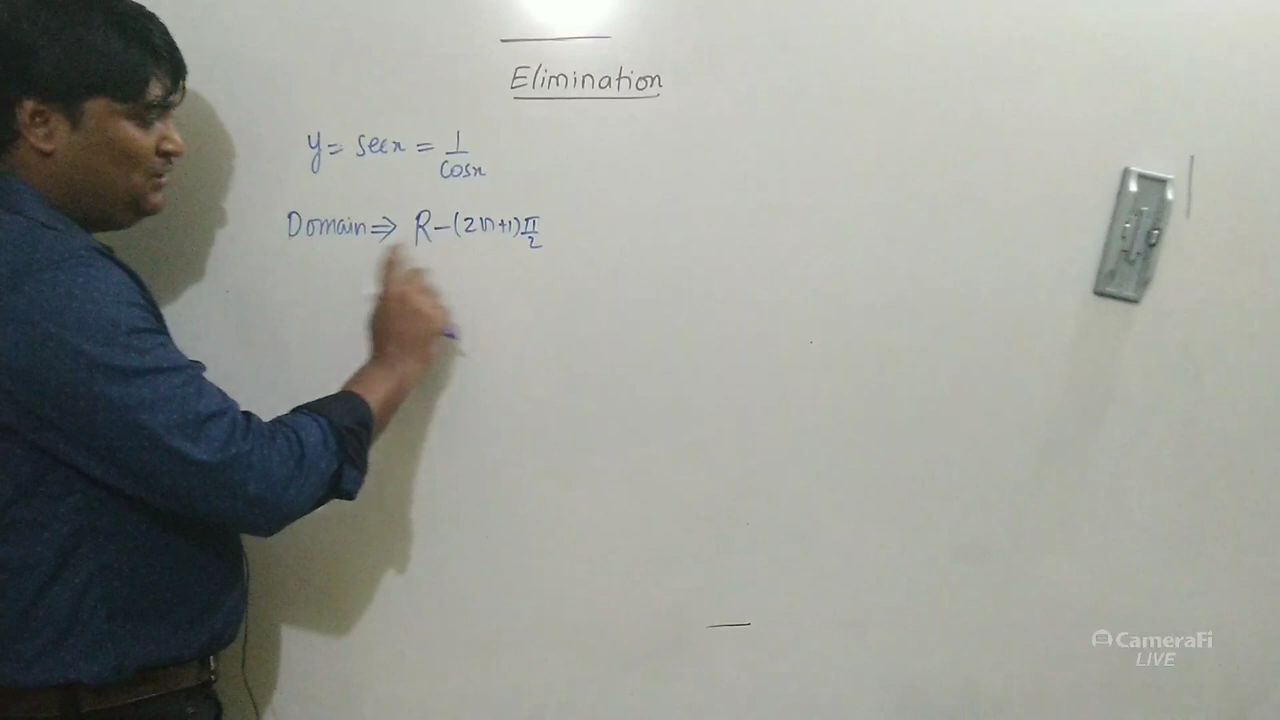 Elimination
y = secx = 1/cosx
Domain ⇒ R-(2n+1)π/2
CameraFi
LIVE